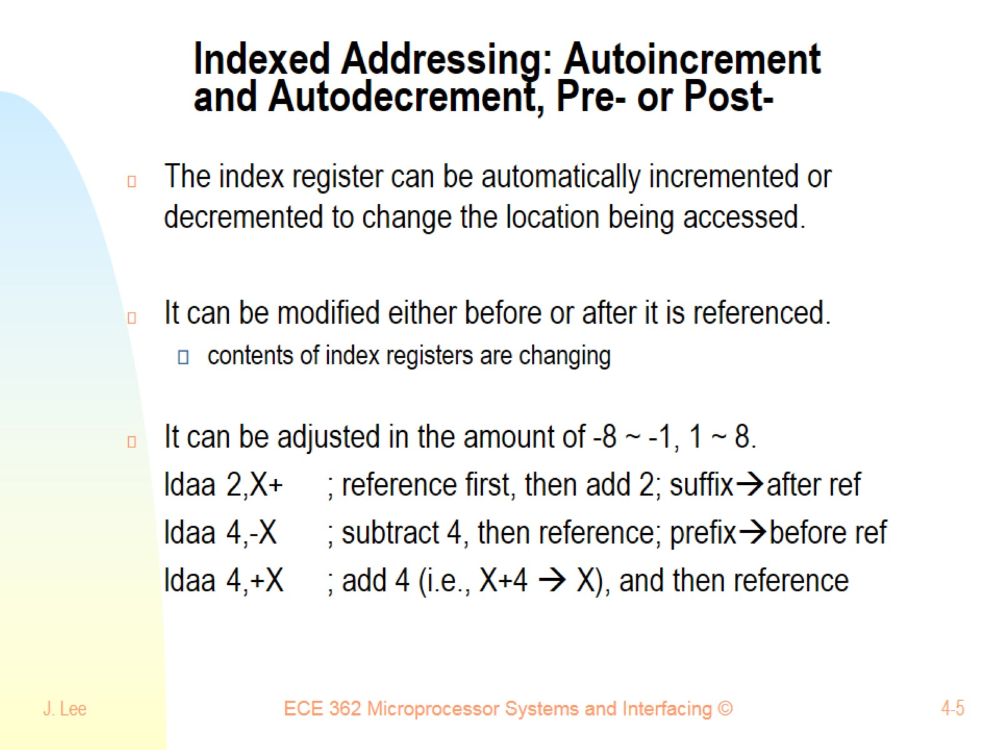 Indexed Addressing: Autoincrement
and Autodecrement, Pre- or Post-
The index register can be automatically incremented or
decremented to change the location being accessed.
It can be modified either before or after it is referenced.
contents of index registers are changing
It can be adjusted in the amount of -8 ~ -1, 1 ~ 8.
ldaa 2,X+ ; reference first, then add 2; suffix→after ref
ldaa 4,-X ; subtract 4, then reference; prefix→before ref
ldaa 4,+X ; add 4 (i.e., X+4 → X), and then reference
J. Lee ECE 362 Microprocessor Systems and Interfacing © 4-5